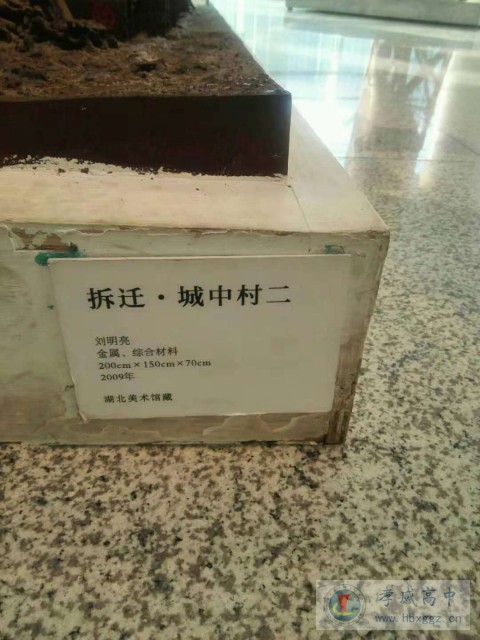 拆迁·城中村二
刘明亮
金属、综合材料
200cm×150cm×70cm
2009年
湖北美术馆藏
孝感高中
www.hbxggz.cn